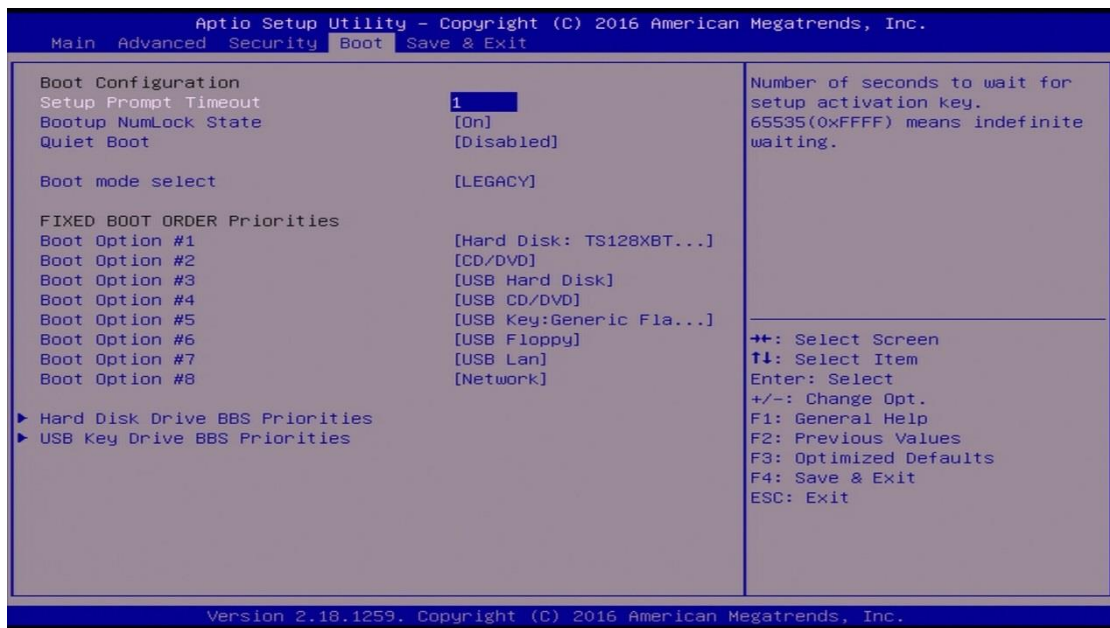 Aptio Setup Utility – Copyright (C) 2016 American Megatrends, Inc.
Main Advanced Security Boot Save & Exit
Boot Configuration
Setup Prompt Timeout 1
Bootup NumLock State [On]
Quiet Boot [Disabled]
Boot mode select [LEGACY]
FIXED BOOT ORDER Priorities
Boot Option #1 [Hard Disk: TS128XBT...]
Boot Option #2 [CD/DVD]
Boot Option #3 [USB Hard Disk]
Boot Option #4 [USB CD/DVD]
Boot Option #5 [USB Key:Generic Fla...]
Boot Option #6 [USB Floppy]
Boot Option #7 [USB Lan]
Boot Option #8 [Network]
▶ Hard Disk Drive BBS Priorities
▶ USB Key Drive BBS Priorities
Number of seconds to wait for
setup activation key.
65535(0xFFFF) means indefinite
waiting.
→←: Select Screen
↑↓: Select Item
Enter: Select
+/-: Change Opt.
F1: General Help
F2: Previous Values
F3: Optimized Defaults
F4: Save & Exit
ESC: Exit
Version 2.18.1259. Copyright (C) 2016 American Megatrends, Inc.